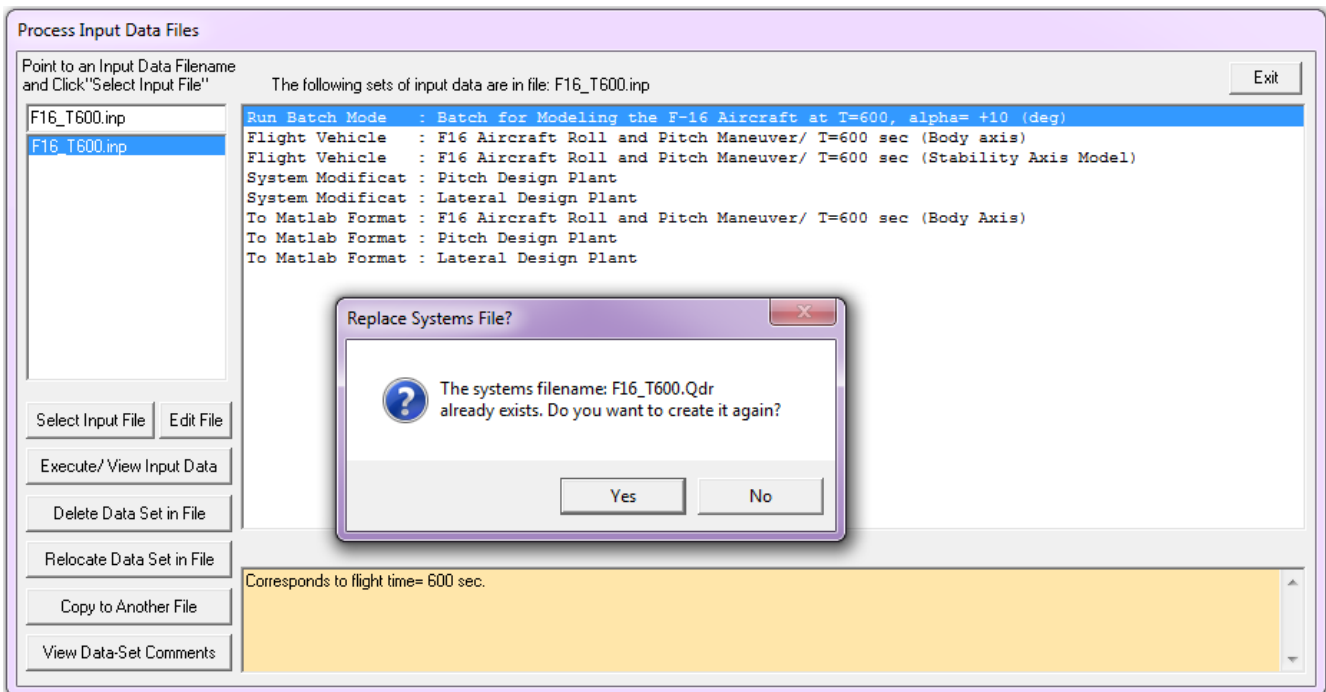 Process Input Data Files
Point to an Input Data Filename
and Click"Select Input File"
The following sets of input data are in file: F16_T600.inp
Exit
F16_T600.inp
F16_T600.inp
Run Batch Mode : Batch for Modeling the F-16 Aircraft at T=600, alpha= +10 (deg)
Flight Vehicle : F16 Aircraft Roll and Pitch Maneuver/ T=600 sec (Body axis)
Flight Vehicle : F16 Aircraft Roll and Pitch Maneuver/ T=600 sec (Stability Axis Model)
System Modificat : Pitch Design Plant
System Modificat : Lateral Design Plant
To Matlab Format : F16 Aircraft Roll and Pitch Maneuver/ T=600 sec (Body Axis)
To Matlab Format : Pitch Design Plant
To Matlab Format : Lateral Design Plant
Replace Systems File?
The systems filename: F16_T600.Qdr
already exists. Do you want to create it again?
Yes
No
Select Input File
Edit File
Execute/ View Input Data
Delete Data Set in File
Relocate Data Set in File
Copy to Another File
View Data-Set Comments
Corresponds to flight time= 600 sec.